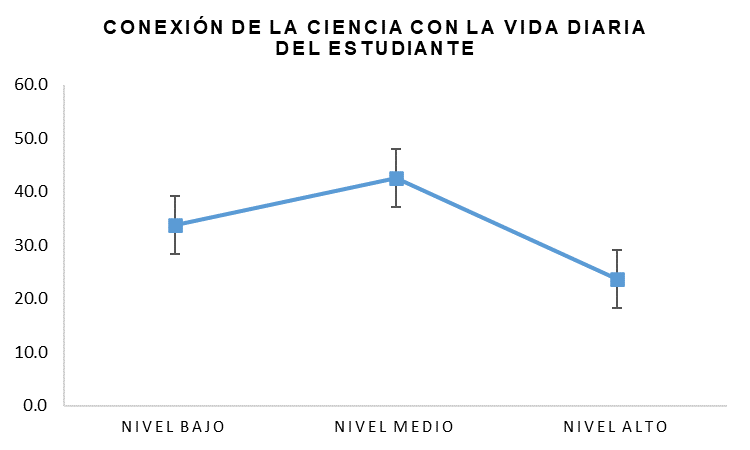 CONEXIÓN DE LA CIENCIA CON LA VIDA DIARIA
DEL ESTUDIANTE
60.0
50.0
40.0
30.0
20.0
10.0
0.0
NIVEL BAJO NIVEL MEDIO NIVEL ALTO